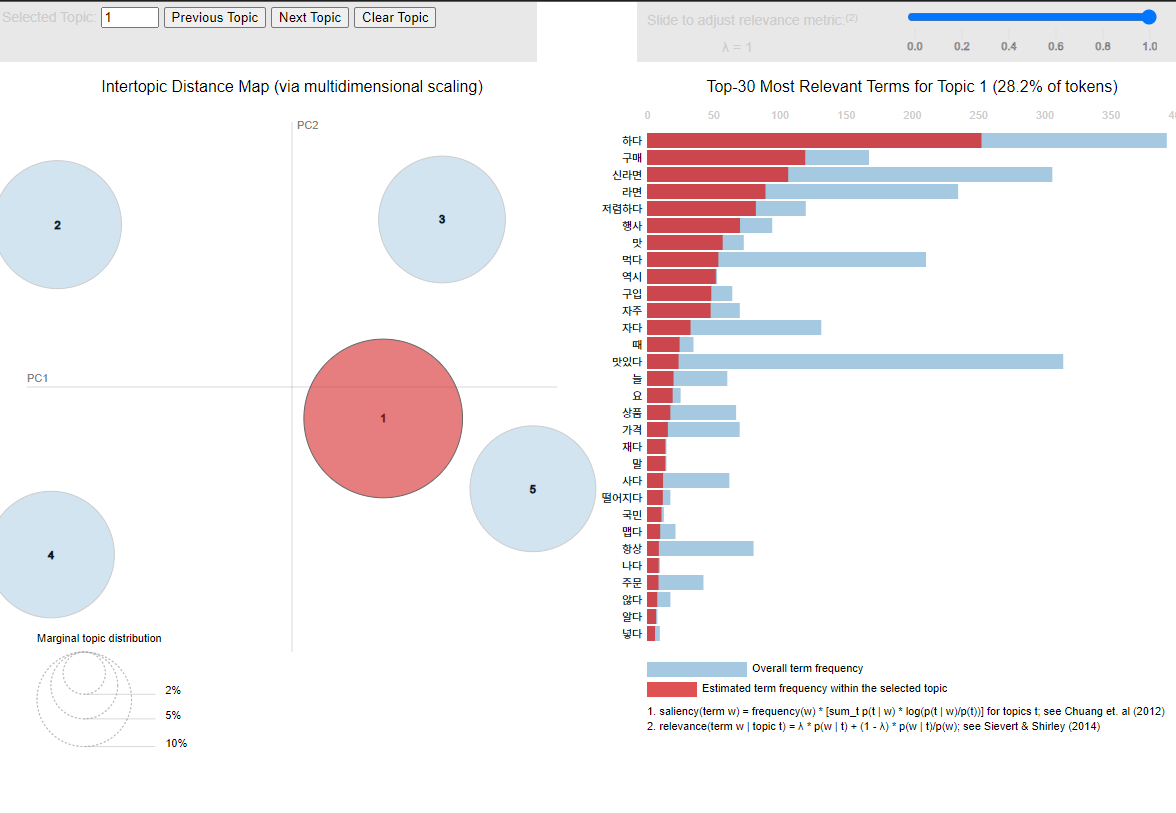 Selected Topic: 1 Previous Topic Next Topic Clear Topic
Slide to adjust relevance metric:(2)
λ = 1
0.0 0.2 0.4 0.6 0.8 1.0
Intertopic Distance Map (via multidimensional scaling)
PC2
PC1
2
3
1
5
4
Marginal topic distribution
2%
5%
10%
Top-30 Most Relevant Terms for Topic 1 (28.2% of tokens)
0 50 100 150 200 250 300 350
하다
구매
신라면
라면
저렴하다
행사
맛
먹다
역시
구입
자주
자다
때
맛있다
늘
요
상품
가격
재다
말
사다
떨어지다
국민
맵다
항상
나다
주문
않다
알다
넣다
Overall term frequency
Estimated term frequency within the selected topic
1. saliency(term w) = frequency(w) * [sum_t p(t | w) * log(p(t | w)/p(t))] for topics t; see Chuang et. al (2012)
2. relevance(term w | topic t) = λ * p(w | t) + (1 - λ) * p(w | t)/p(w); see Sievert & Shirley (2014)